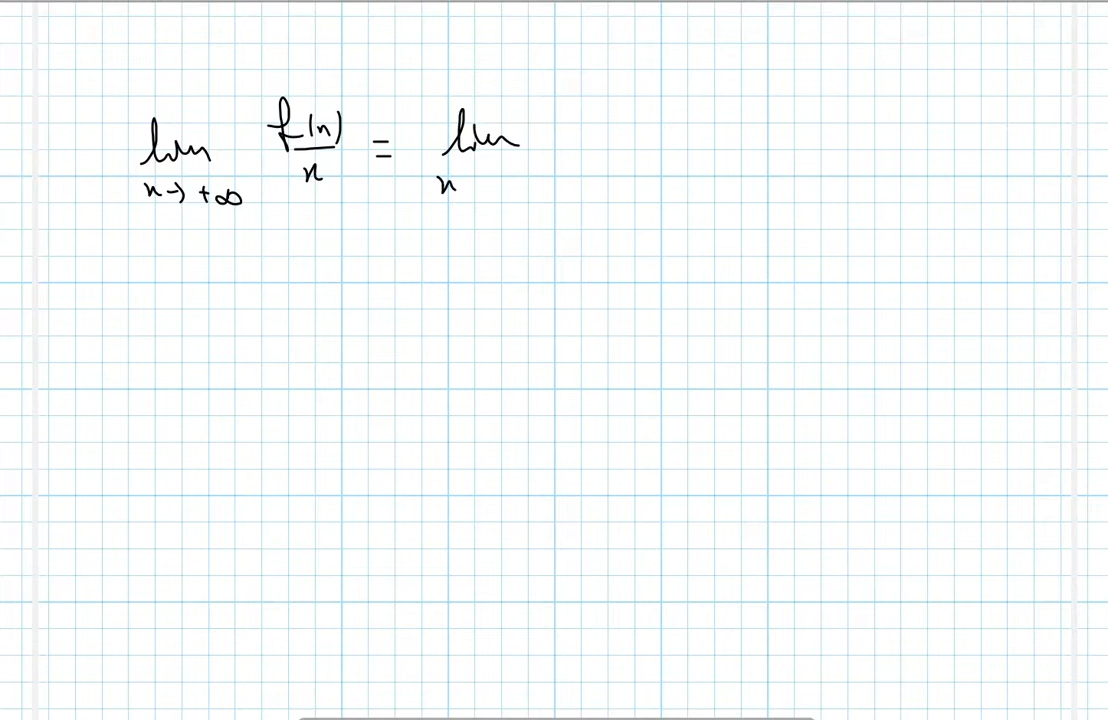 lim f(x)/x = lim
x→+∞ x